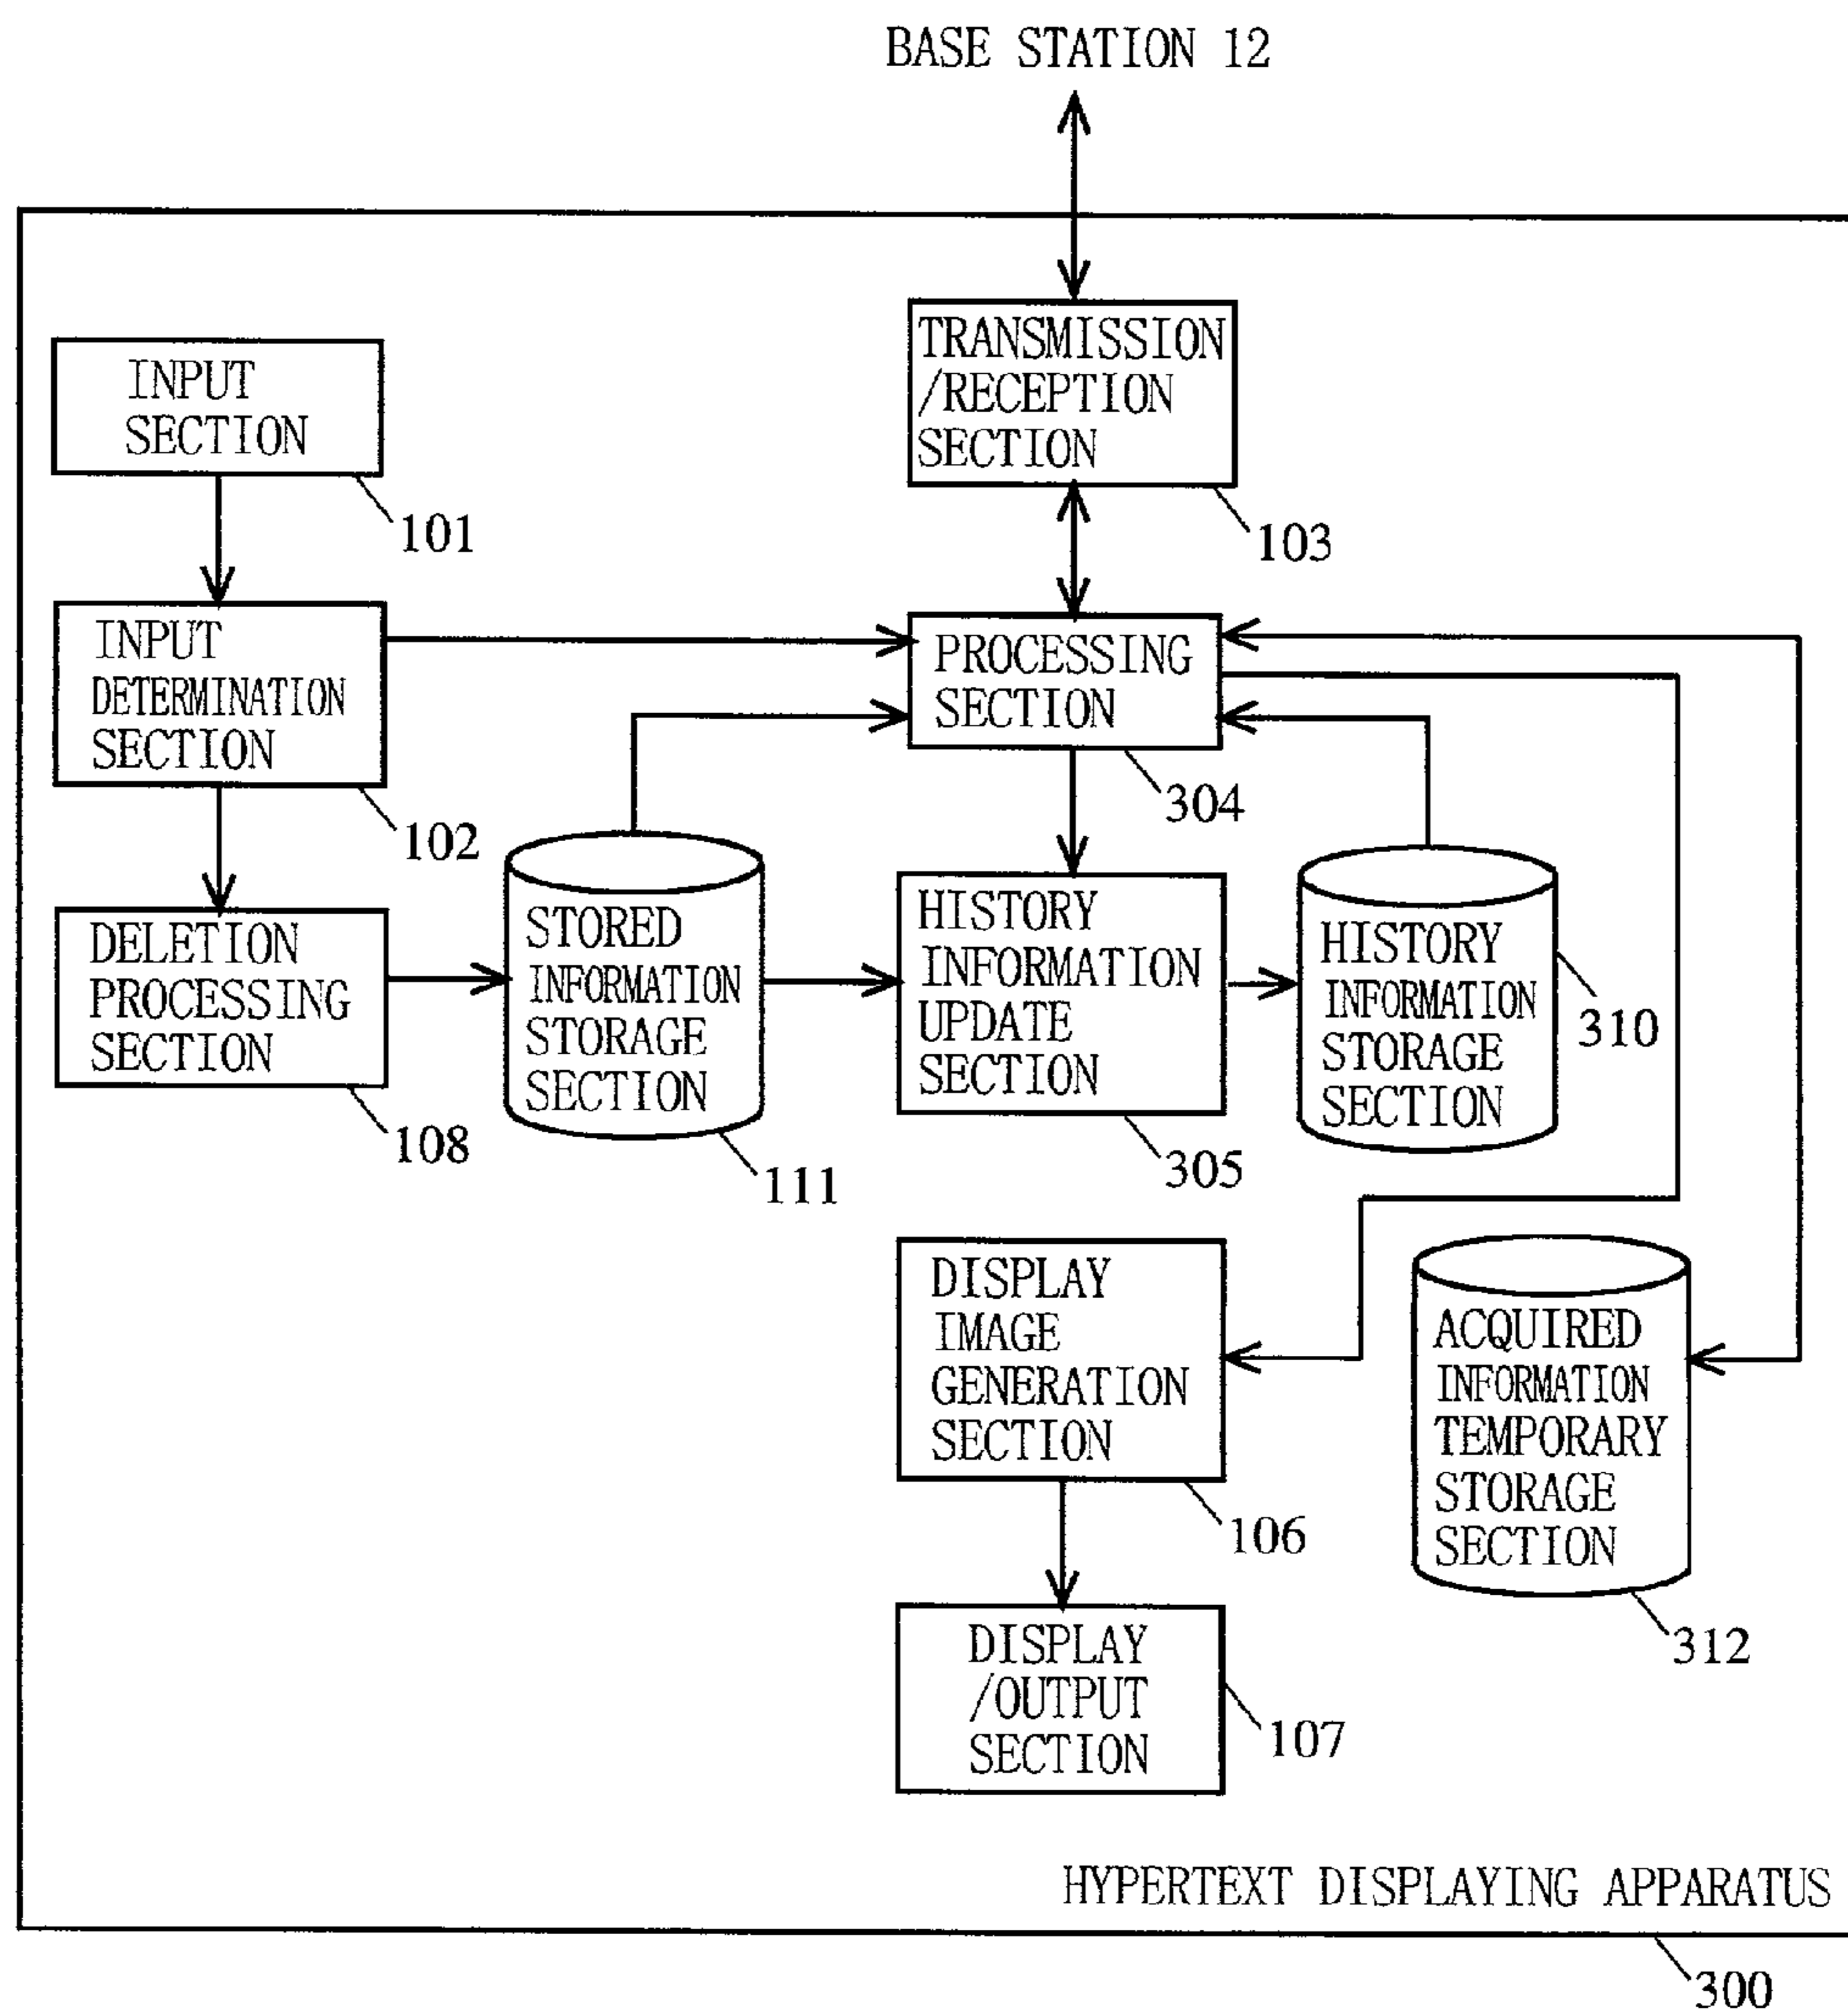 BASE STATION 12
INPUT
SECTION
101
TRANSMISSION
/RECEPTION
SECTION
103
INPUT
DETERMINATION
SECTION
102
PROCESSING
SECTION
304
DELETION
PROCESSING
SECTION
108
STORED
INFORMATION
STORAGE
SECTION
111
HISTORY
INFORMATION
UPDATE
SECTION
305
HISTORY
INFORMATION
STORAGE
SECTION
310
DISPLAY
IMAGE
GENERATION
SECTION
106
ACQUIRED
INFORMATION
TEMPORARY
STORAGE
SECTION
312
DISPLAY
/OUTPUT
SECTION
107
HYPERTEXT DISPLAYING APPARATUS
300